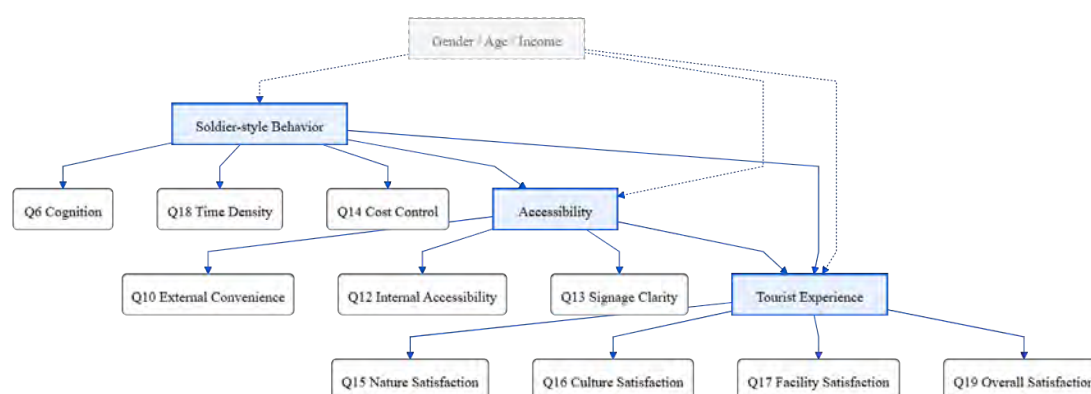 Gender / Age / Income
Soldier-style Behavior
Q6 Cognition
Q18 Time Density
Q14 Cost Control
Accessibility
Q10 External Convenience
Q12 Internal Accessibility
Q13 Signage Clarity
Tourist Experience
Q15 Nature Satisfaction
Q16 Culture Satisfaction
Q17 Facility Satisfaction
Q19 Overall Satisfaction